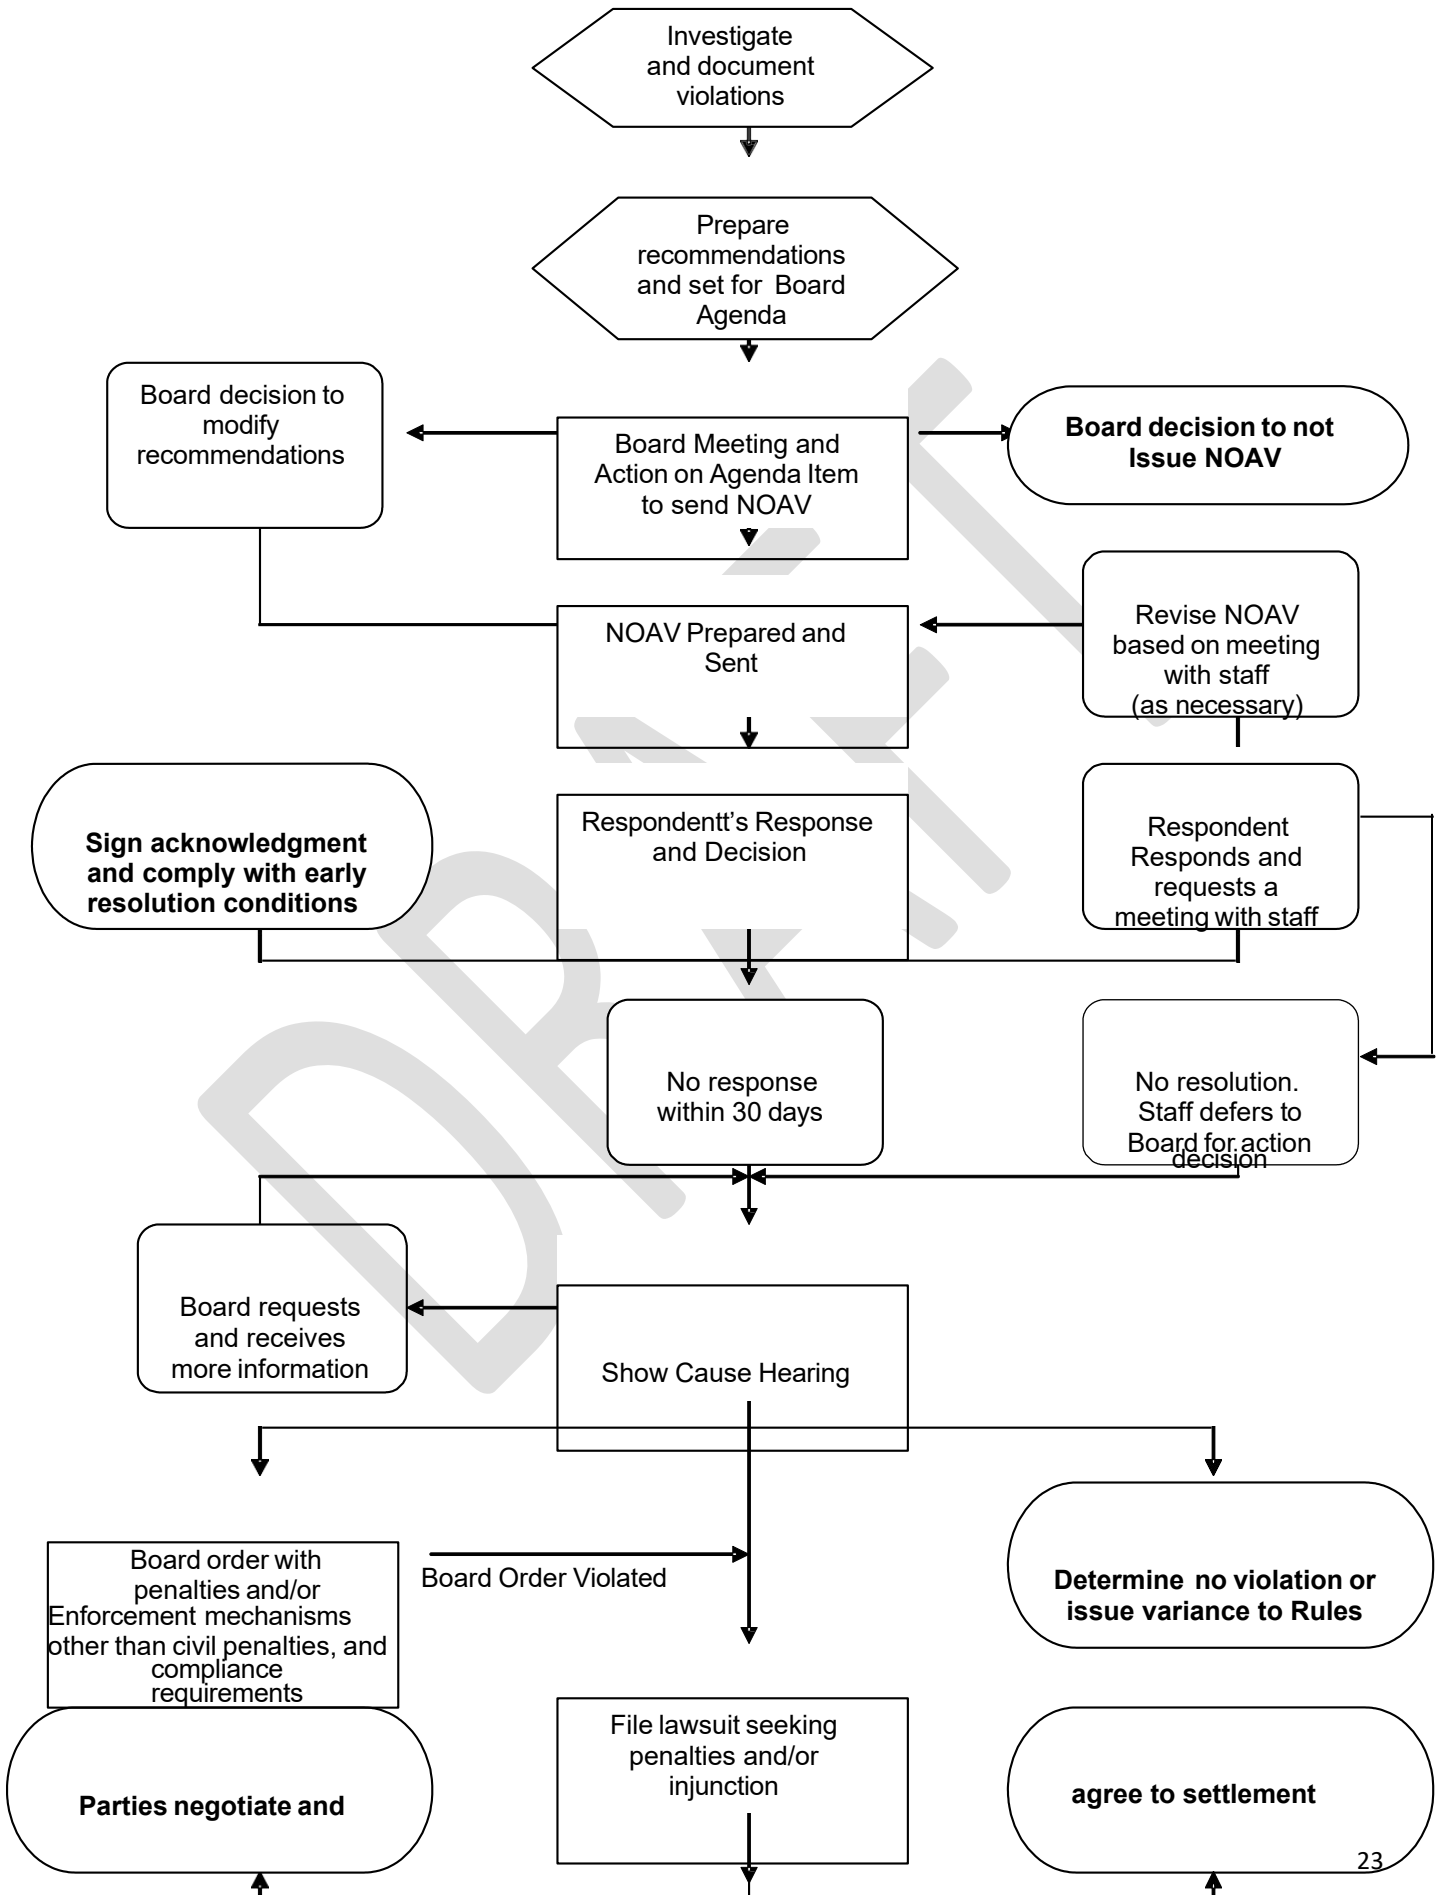 Investigate
and document
violations
Prepare
recommendations
and set for Board
Agenda
Board decision to
modify
recommendations
Board Meeting and
Action on Agenda Item
to send NOAV
Board decision to not
Issue NOAV
NOAV Prepared and
Sent
Revise NOAV
based on meeting
with staff
(as necessary)
Sign acknowledgment
and comply with early
resolution conditions
Respondentt’s Response
and Decision
Respondent
Responds and
requests a
meeting with staff
No response
within 30 days
No resolution.
Staff defers to
Board for action
decision
Board requests
and receives
more information
Show Cause Hearing
Board order with
penalties and/or
Enforcement mechanisms
other than civil penalties, and
compliance
requirements
Board Order Violated
Determine no violation or
issue variance to Rules
Parties negotiate and
File lawsuit seeking
penalties and/or
injunction
agree to settlement
23
DRAFT